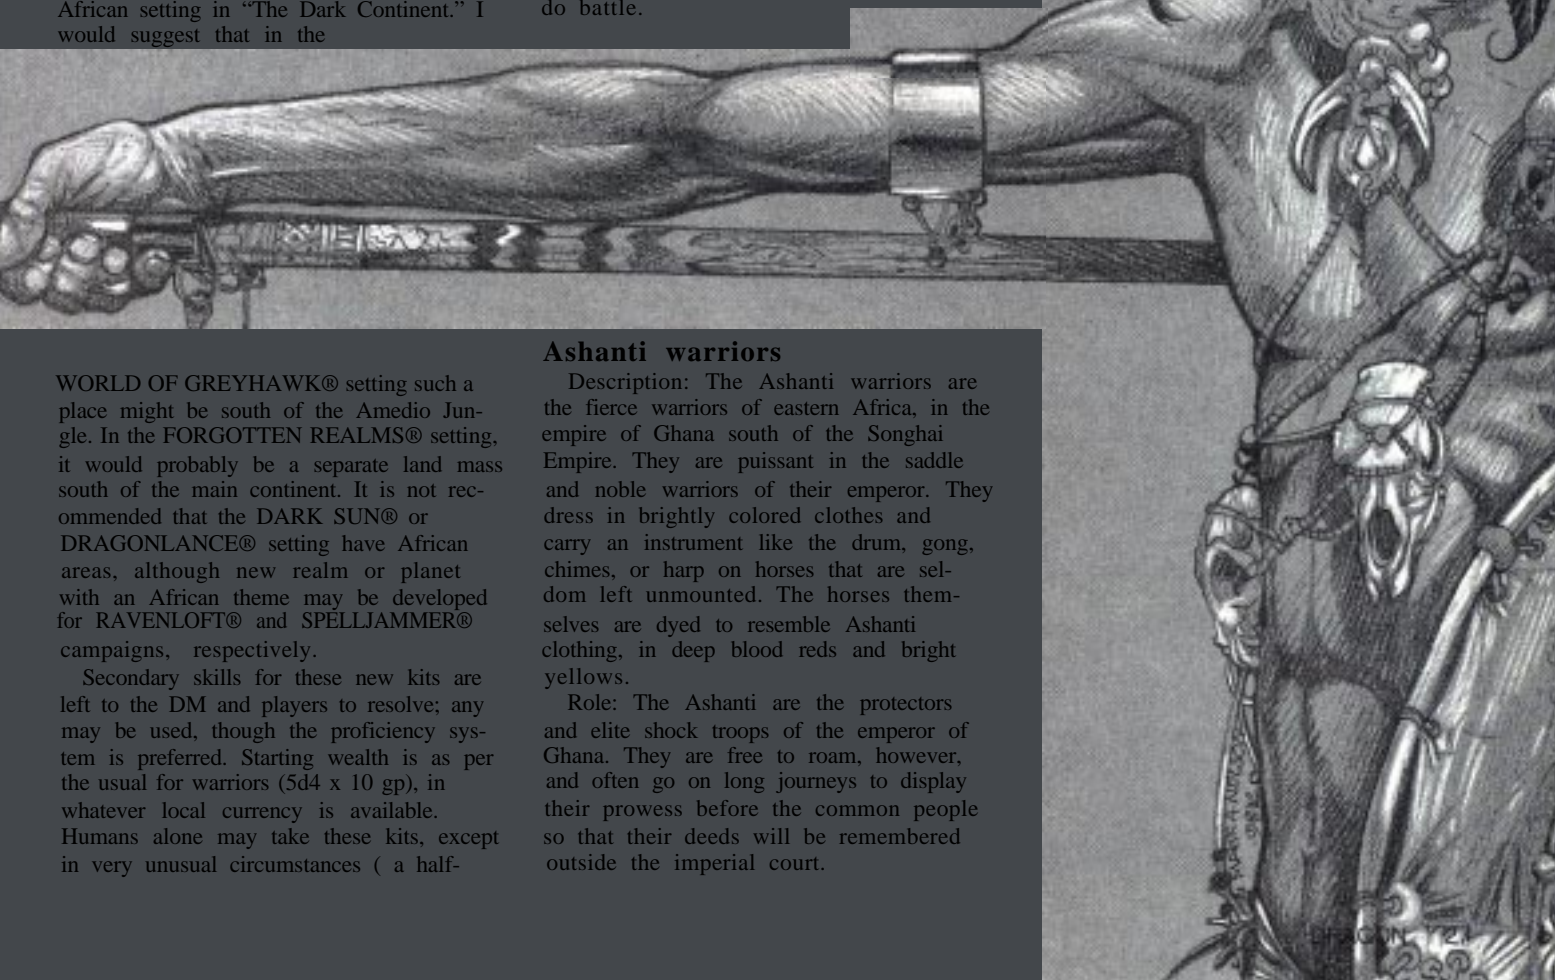 African setting in “The Dark Continent.” I
would suggest that in the
WORLD OF GREYHAWK® setting such a
place might be south of the Amedio Jun-
gle. In the FORGOTTEN REALMS® setting,
it would probably be a separate land mass
south of the main continent. It is not rec-
ommended that the DARK SUN® or
DRAGONLANCE® setting have African
areas, although new realm or planet
with an African theme may be developed
for RAVENLOFT® and SPELLJAMMER®
campaigns, respectively.
Secondary skills for these new kits are
left to the DM and players to resolve; any
may be used, though the proficiency sys-
tem is preferred. Starting wealth is as per
the usual for warriors (5d4 x 10 gp), in
whatever local currency is available.
Humans alone may take these kits, except
in very unusual circumstances ( a half-
do battle.
Ashanti warriors
Description: The Ashanti warriors are
the fierce warriors of eastern Africa, in the
empire of Ghana south of the Songhai
Empire. They are puissant in the saddle
and noble warriors of their emperor. They
dress in brightly colored clothes and
carry an instrument like the drum, gong,
chimes, or harp on horses that are sel-
dom left unmounted. The horses them-
selves are dyed to resemble Ashanti
clothing, in deep blood reds and bright
yellows.
Role: The Ashanti are the protectors
and elite shock troops of the emperor of
Ghana. They are free to roam, however,
and often go on long journeys to display
their prowess before the common people
so that their deeds will be remembered
outside the imperial court.
DRAGON